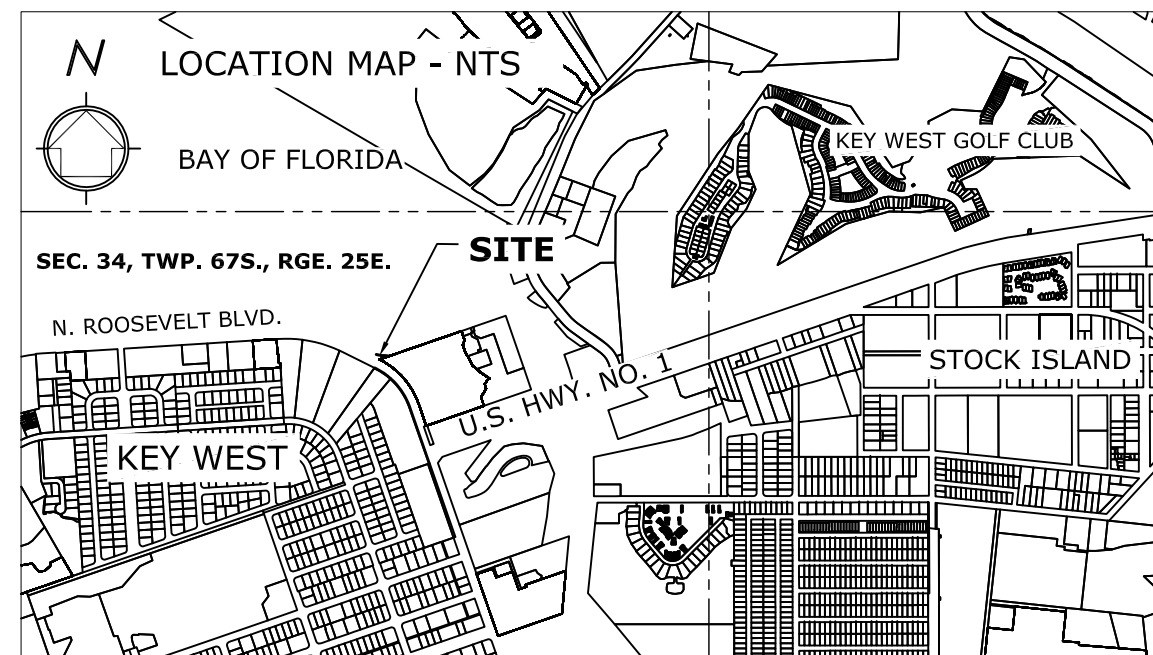 N
LOCATION MAP - NTS
BAY OF FLORIDA
KEY WEST GOLF CLUB
SITE
SEC. 34, TWP. 67S., RGE. 25E.
N. ROOSEVELT BLVD.
U.S. HWY. NO. 1
STOCK ISLAND
KEY WEST